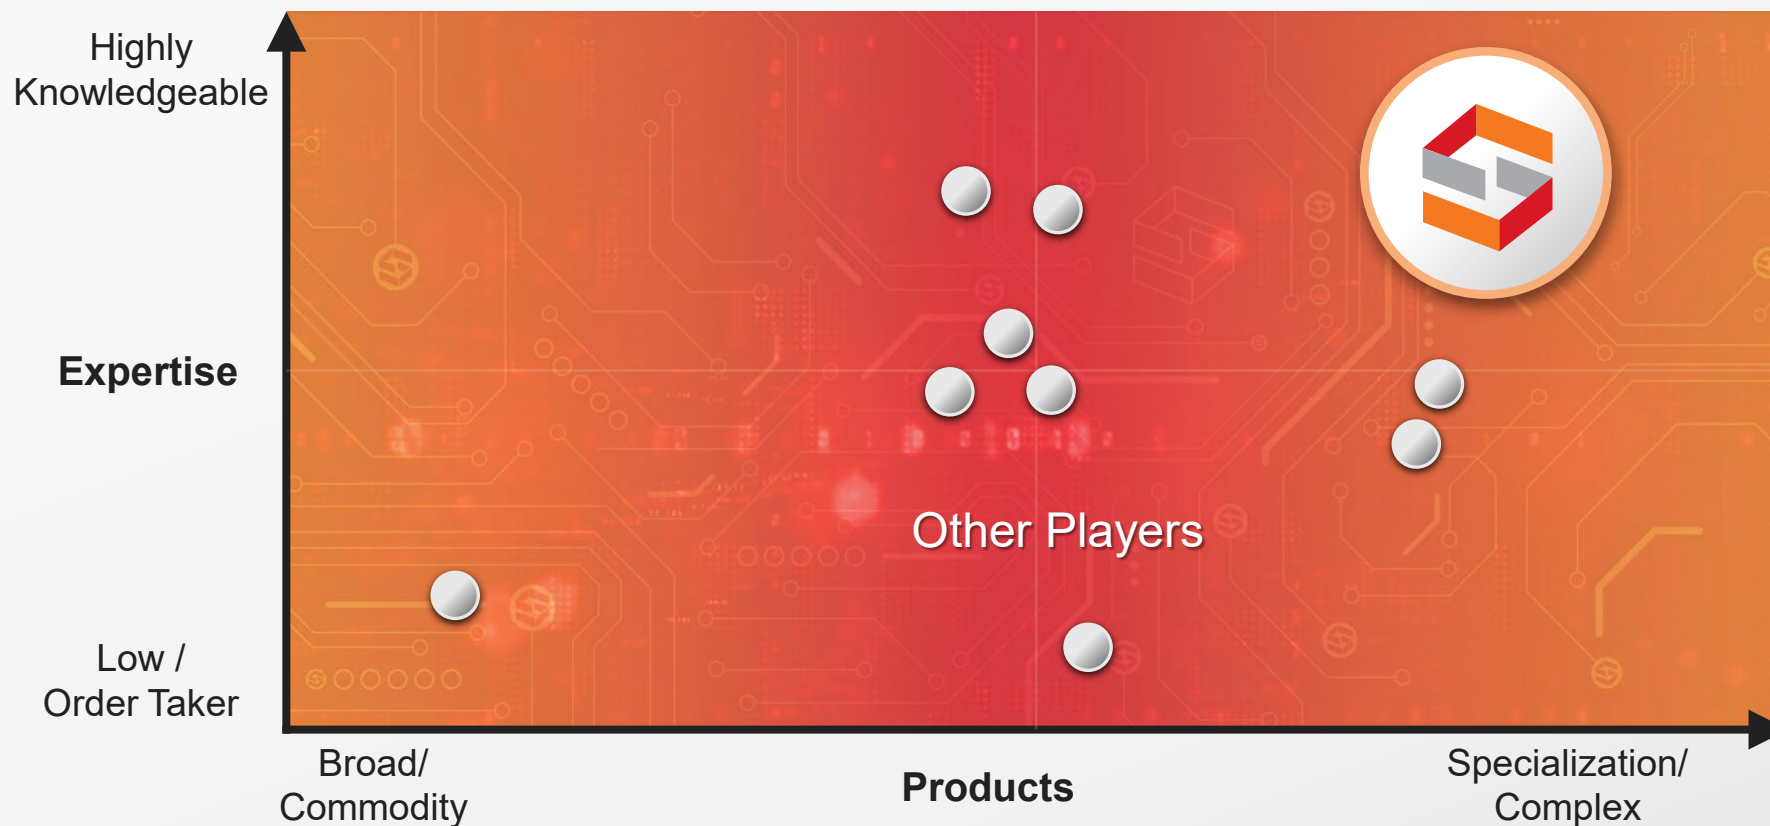 Highly
Knowledgeable
Expertise
Other Players
Low /
Order Taker
Broad/
Commodity
Products
Specialization/
Complex